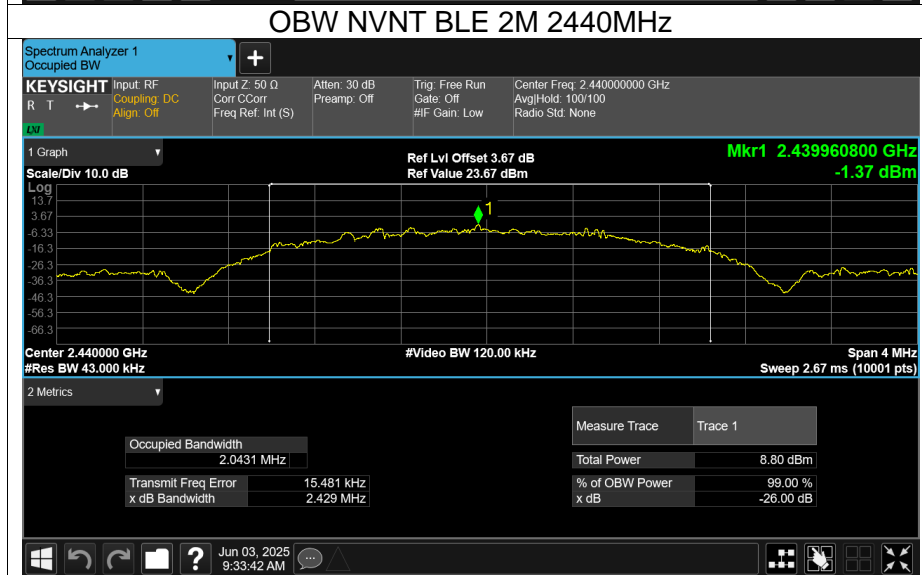 OBW NVNT BLE 2M 2440MHz
Spectrum Analyzer 1
Occupied BW
+
KEYSIGHT
R T
LXI
Input: RF
Coupling: DC
Align: Off
Input Z: 50 Ω
Corr CCorr
Freq Ref: Int (S)
Atten: 30 dB
Preamp: Off
Trig: Free Run
Gate: Off
#IF Gain: Low
Center Freq: 2.440000000 GHz
Avg|Hold: 100/100
Radio Std: None
1 Graph
Scale/Div 10.0 dB
Ref Lvl Offset 3.67 dB
Ref Value 23.67 dBm
Mkr1 2.439960800 GHz
-1.37 dBm
Log
13.7
3.67
-6.33
-16.3
-26.3
-36.3
-46.3
-56.3
-66.3
1
Center 2.440000 GHz
#Res BW 43.000 kHz
#Video BW 120.00 kHz
Span 4 MHz
Sweep 2.67 ms (10001 pts)
2 Metrics
Measure Trace Trace 1
Occupied Bandwidth
2.0431 MHz
Total Power 8.80 dBm
Transmit Freq Error 15.481 kHz
% of OBW Power 99.00 %
x dB Bandwidth 2.429 MHz
x dB -26.00 dB
?
Jun 03, 2025
9:33:42 AM